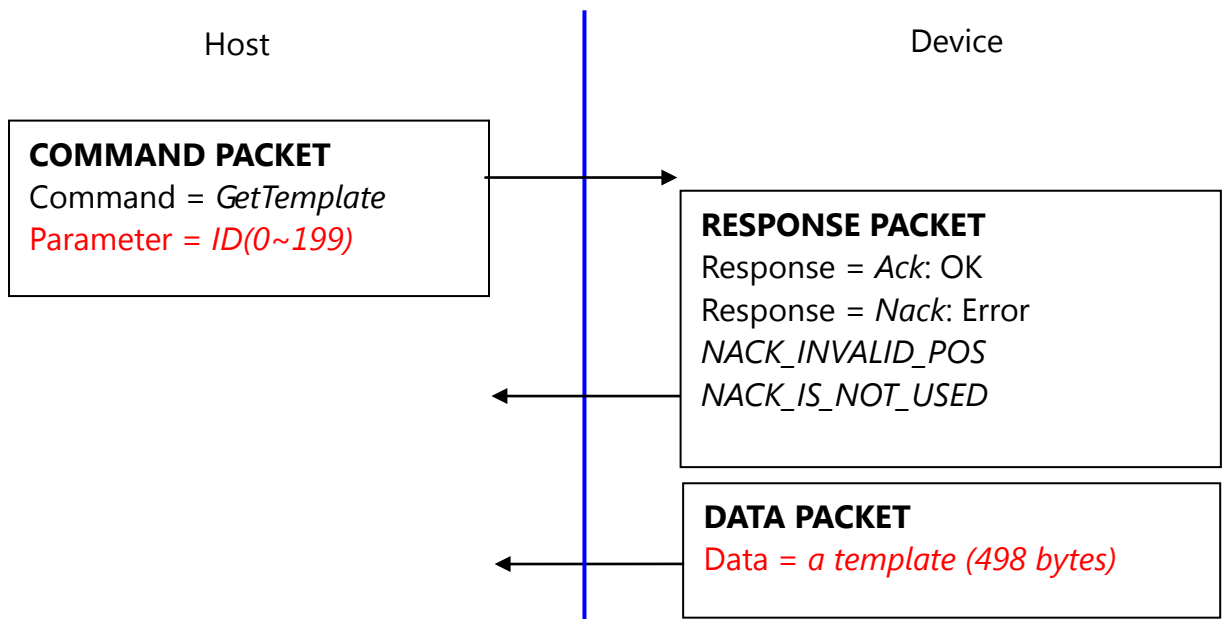 Host
Device
COMMAND PACKET
Command = GetTemplate
Parameter = ID(0~199)
RESPONSE PACKET
Response = Ack: OK
Response = Nack: Error
NACK_INVALID_POS
NACK_IS_NOT_USED
DATA PACKET
Data = a template (498 bytes)